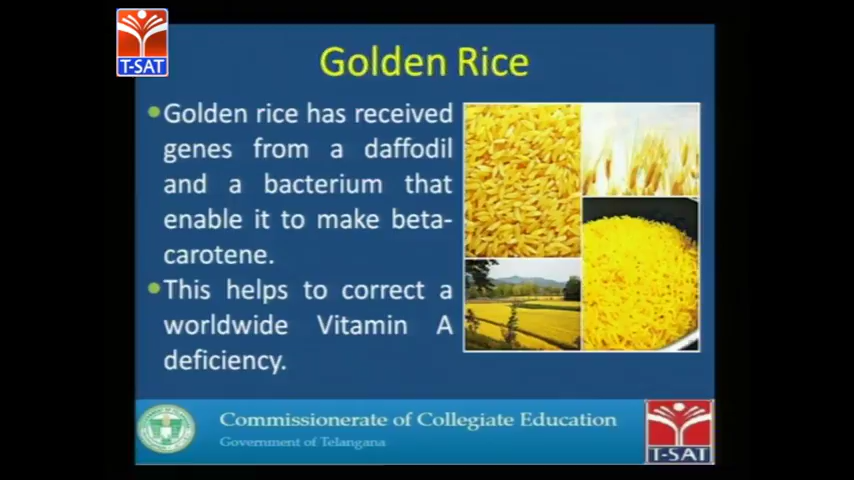 T-SAT
Golden Rice
Golden rice has received
genes from a daffodil
and a bacterium that
enable it to make beta-
carotene.
This helps to correct a
worldwide Vitamin A
deficiency.
Commissionerate of Collegiate Education
Government of Telangana
T-SAT